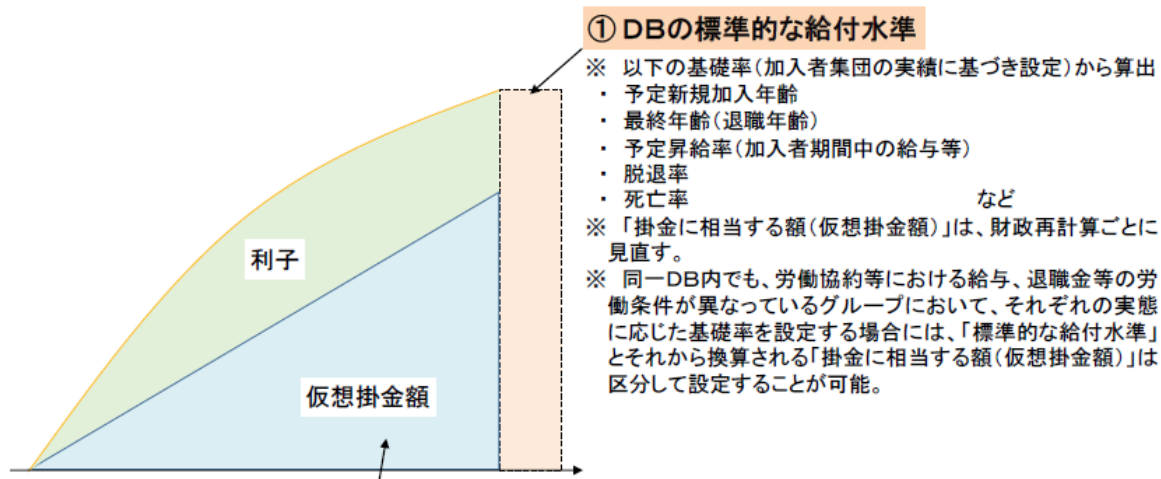 ① DBの標準的な給付水準
※ 以下の基礎率(加入者集団の実績に基づき設定)から算出
・ 予定新規加入年齢
・ 最終年齢(退職年齢)
・ 予定昇給率(加入者期間中の給与等)
・ 脱退率
・ 死亡率 など
※ 「掛金に相当する額(仮想掛金額)」は、財政再計算ごとに
見直す。
※ 同一DB内でも、労働協約等における給与、退職金等の労
働条件が異なっているグループにおいて、それぞれの実態
に応じた基礎率を設定する場合には、「標準的な給付水準」
とそれから換算される「掛金に相当する額(仮想掛金額)」は
区分して設定することが可能。
利子
仮想掛金額